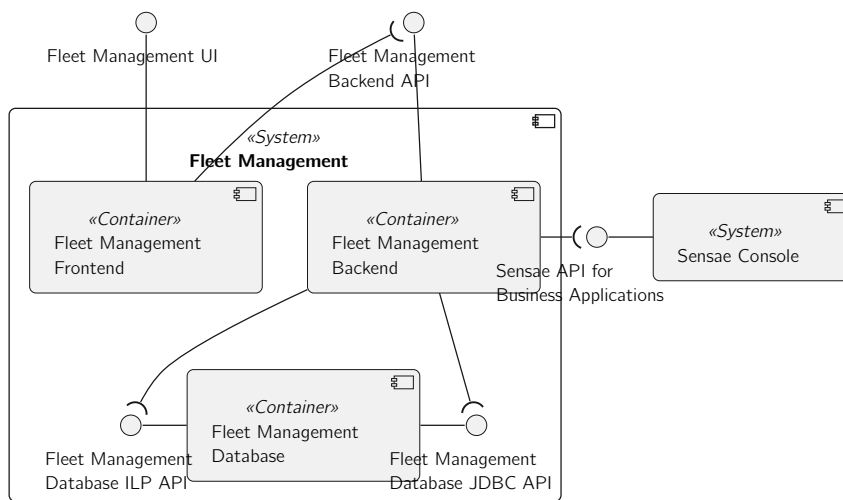 Fleet Management UI
Fleet Management
Backend API
«System»
Fleet Management
«Container»
Fleet Management
Frontend
«Container»
Fleet Management
Backend
Sensae API for
Business Applications
«System»
Sensae Console
«Container»
Fleet Management
Database
Fleet Management
Database ILP API
Fleet Management
Database JDBC API